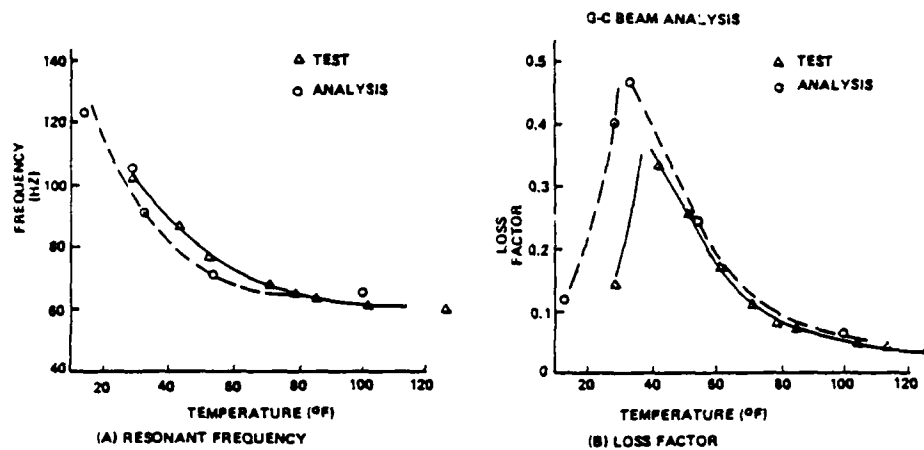 G-C BEAM ANALYSIS
140
120
100
80
60
40
FREQUENCY
(HZ)
TEST
ANALYSIS
20
40
60
80
100
120
TEMPERATURE (ºF)
(A) RESONANT FREQUENCY
0.5
0.4
0.3
0.2
0.1
0
LOSS
FACTOR
TEST
ANALYSIS
20
40
60
80
100
120
TEMPERATURE (ºF)
(B) LOSS FACTOR